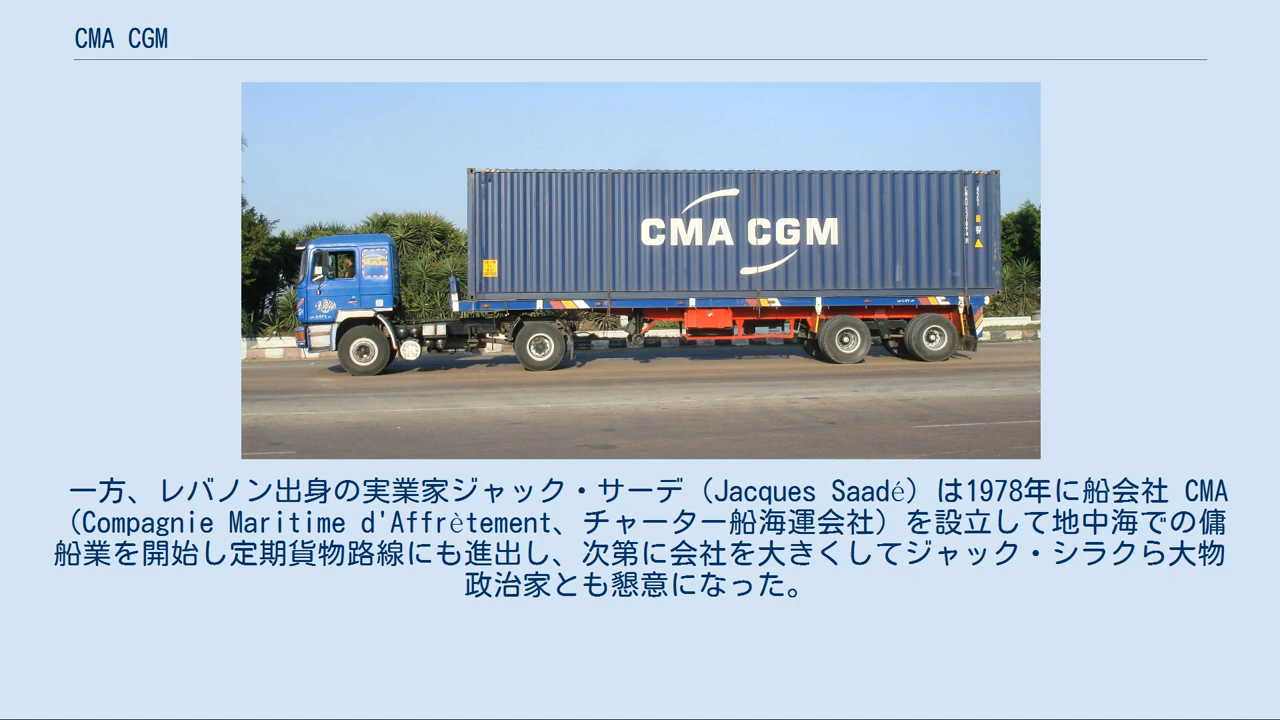 CMA CGM
CMA CGM
一方、レバノン出身の実業家ジャック・サーデ（Jacques Saadé）は1978年に船会社 CMA
（Compagnie Maritime d'Affrètement、チャーター船海運会社）を設立して地中海での傭
船業を開始し定期貨物路線にも進出し、次第に会社を大きくしてジャック・シラクら大物
政治家とも懇意になった。